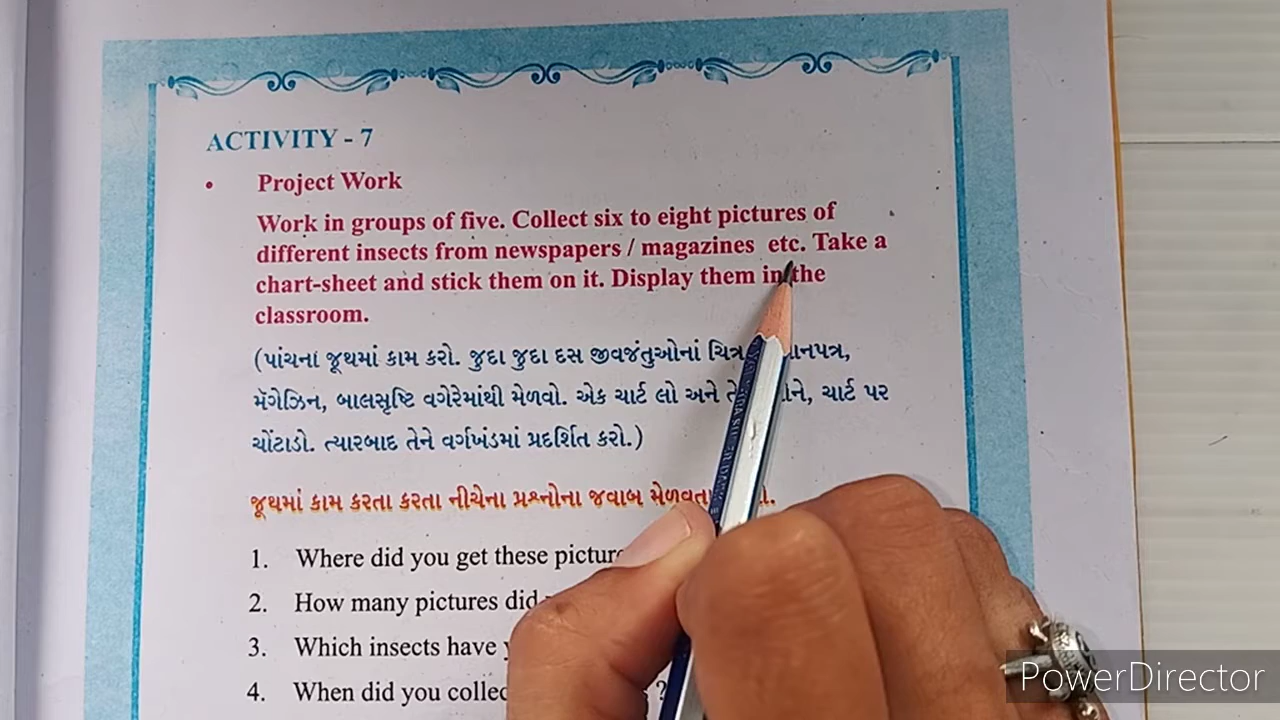 ACTIVITY - 7
• Project Work
Work in groups of five. Collect six to eight pictures of
different insects from newspapers / magazines etc. Take a
chart-sheet and stick them on it. Display them in the
classroom.
(પાંચના જૂથમાં કામ કરો. જુદા જુદા દસ જીવજંતુઓનાં
મૅગેઝિન, બાલસૃષ્ટિ વગેરેમાંથી મેળવો. એક ચાર્ટ લો અને ચાર્ટ પર
ચોંટાડો. ત્યારબાદ તેને વર્ગખંડમાં પ્રદર્શિત કરો.)
જૂથમાં કામ કરતા કરતા નીચેના પ્રશ્નોના જવાબ
1. Where did you get these
2. How many pictures did
3. Which insects have
4. When did you ?
PowerDirector